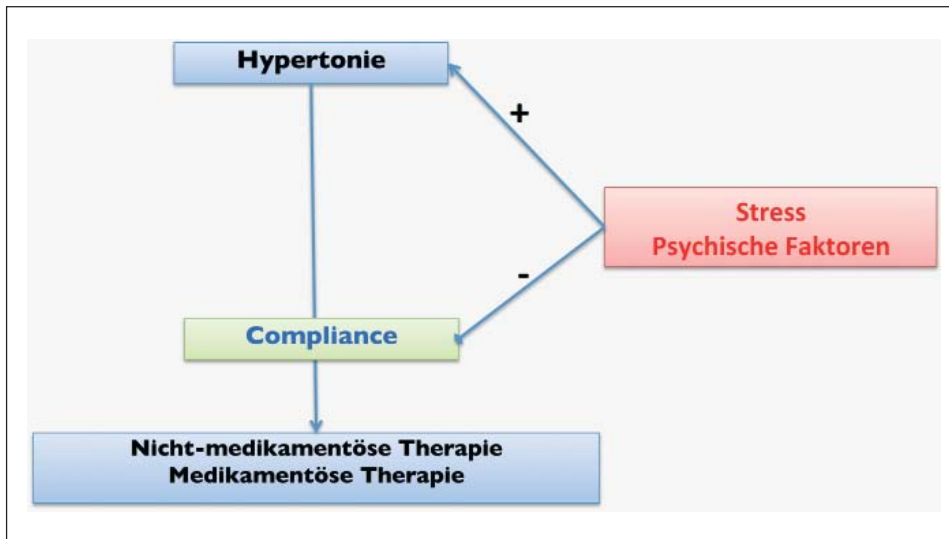 Hypertonie
+
Stress
Psychische Faktoren
-
Compliance
Nicht-medikamentöse Therapie
Medikamentöse Therapie